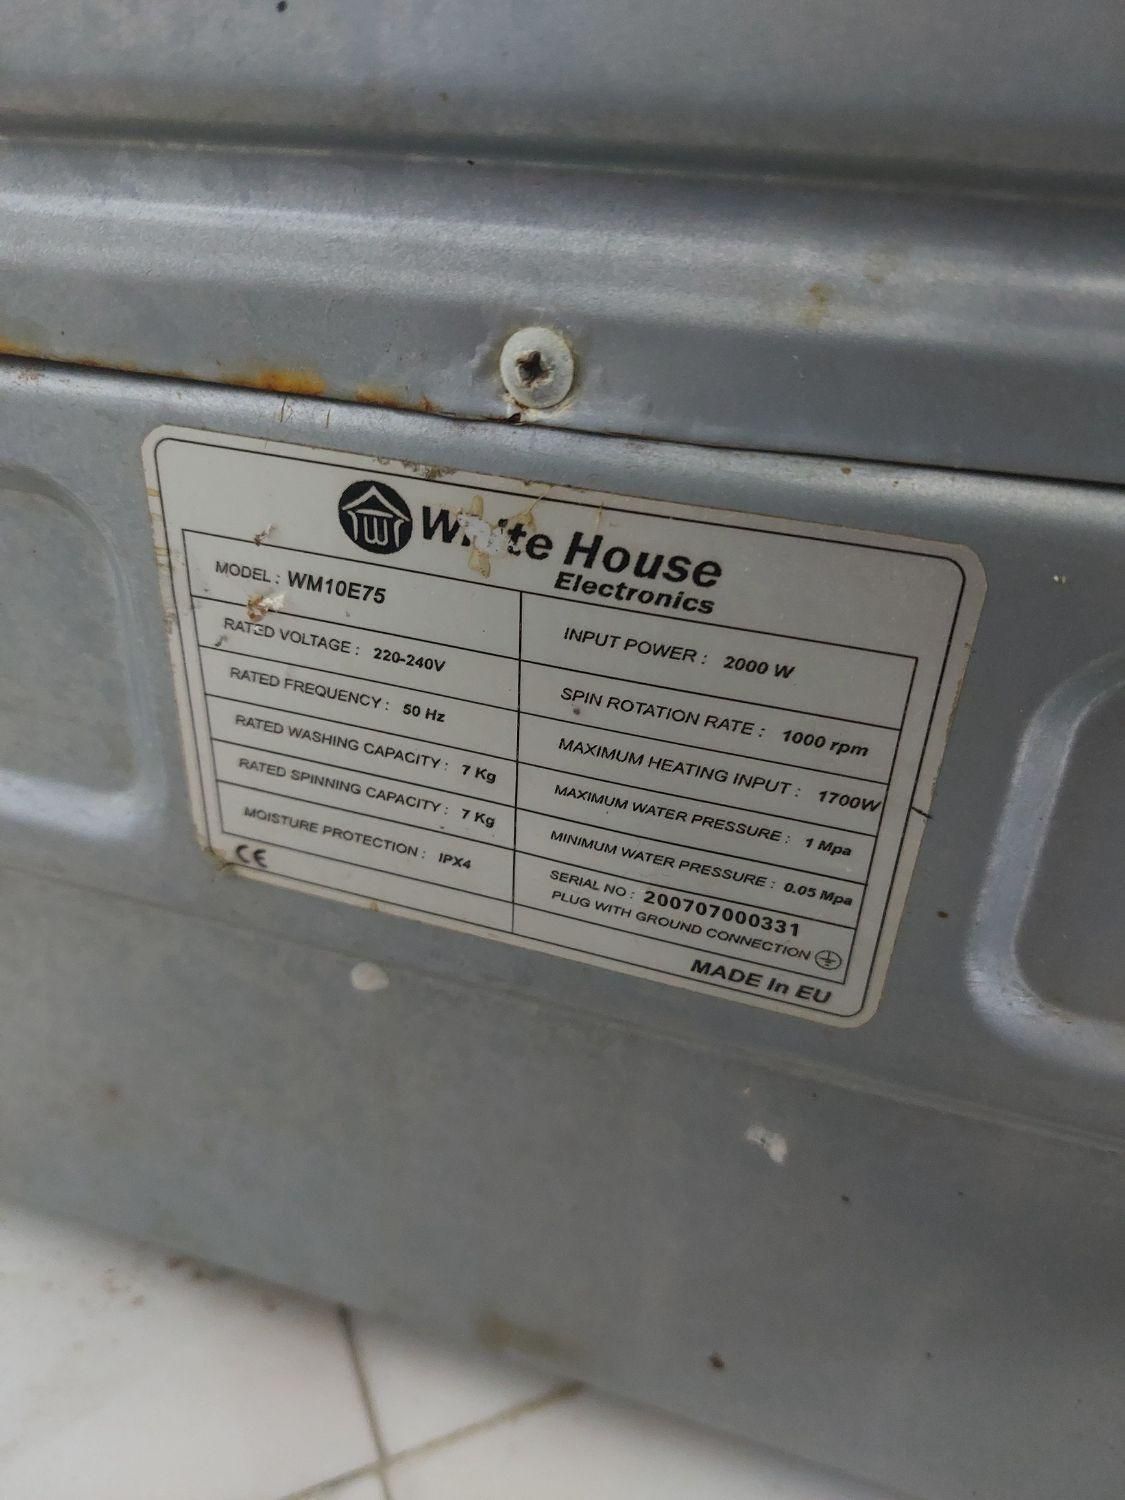 White House
Electronics
MODEL : WM10E75
INPUT POWER : 2000 W
RATED VOLTAGE : 220-240V
SPIN ROTATION RATE : 1000 rpm
RATED FREQUENCY : 50 Hz
MAXIMUM HEATING INPUT : 1700W
RATED WASHING CAPACITY : 7 Kg
MAXIMUM WATER PRESSURE : 1 Mpa
RATED SPINNING CAPACITY : 7 Kg
MINIMUM WATER PRESSURE : 0.05 Mpa
MOISTURE PROTECTION : IPX4
SERIAL NO : 200707000331
PLUG WITH GROUND CONNECTION
CE
MADE In EU